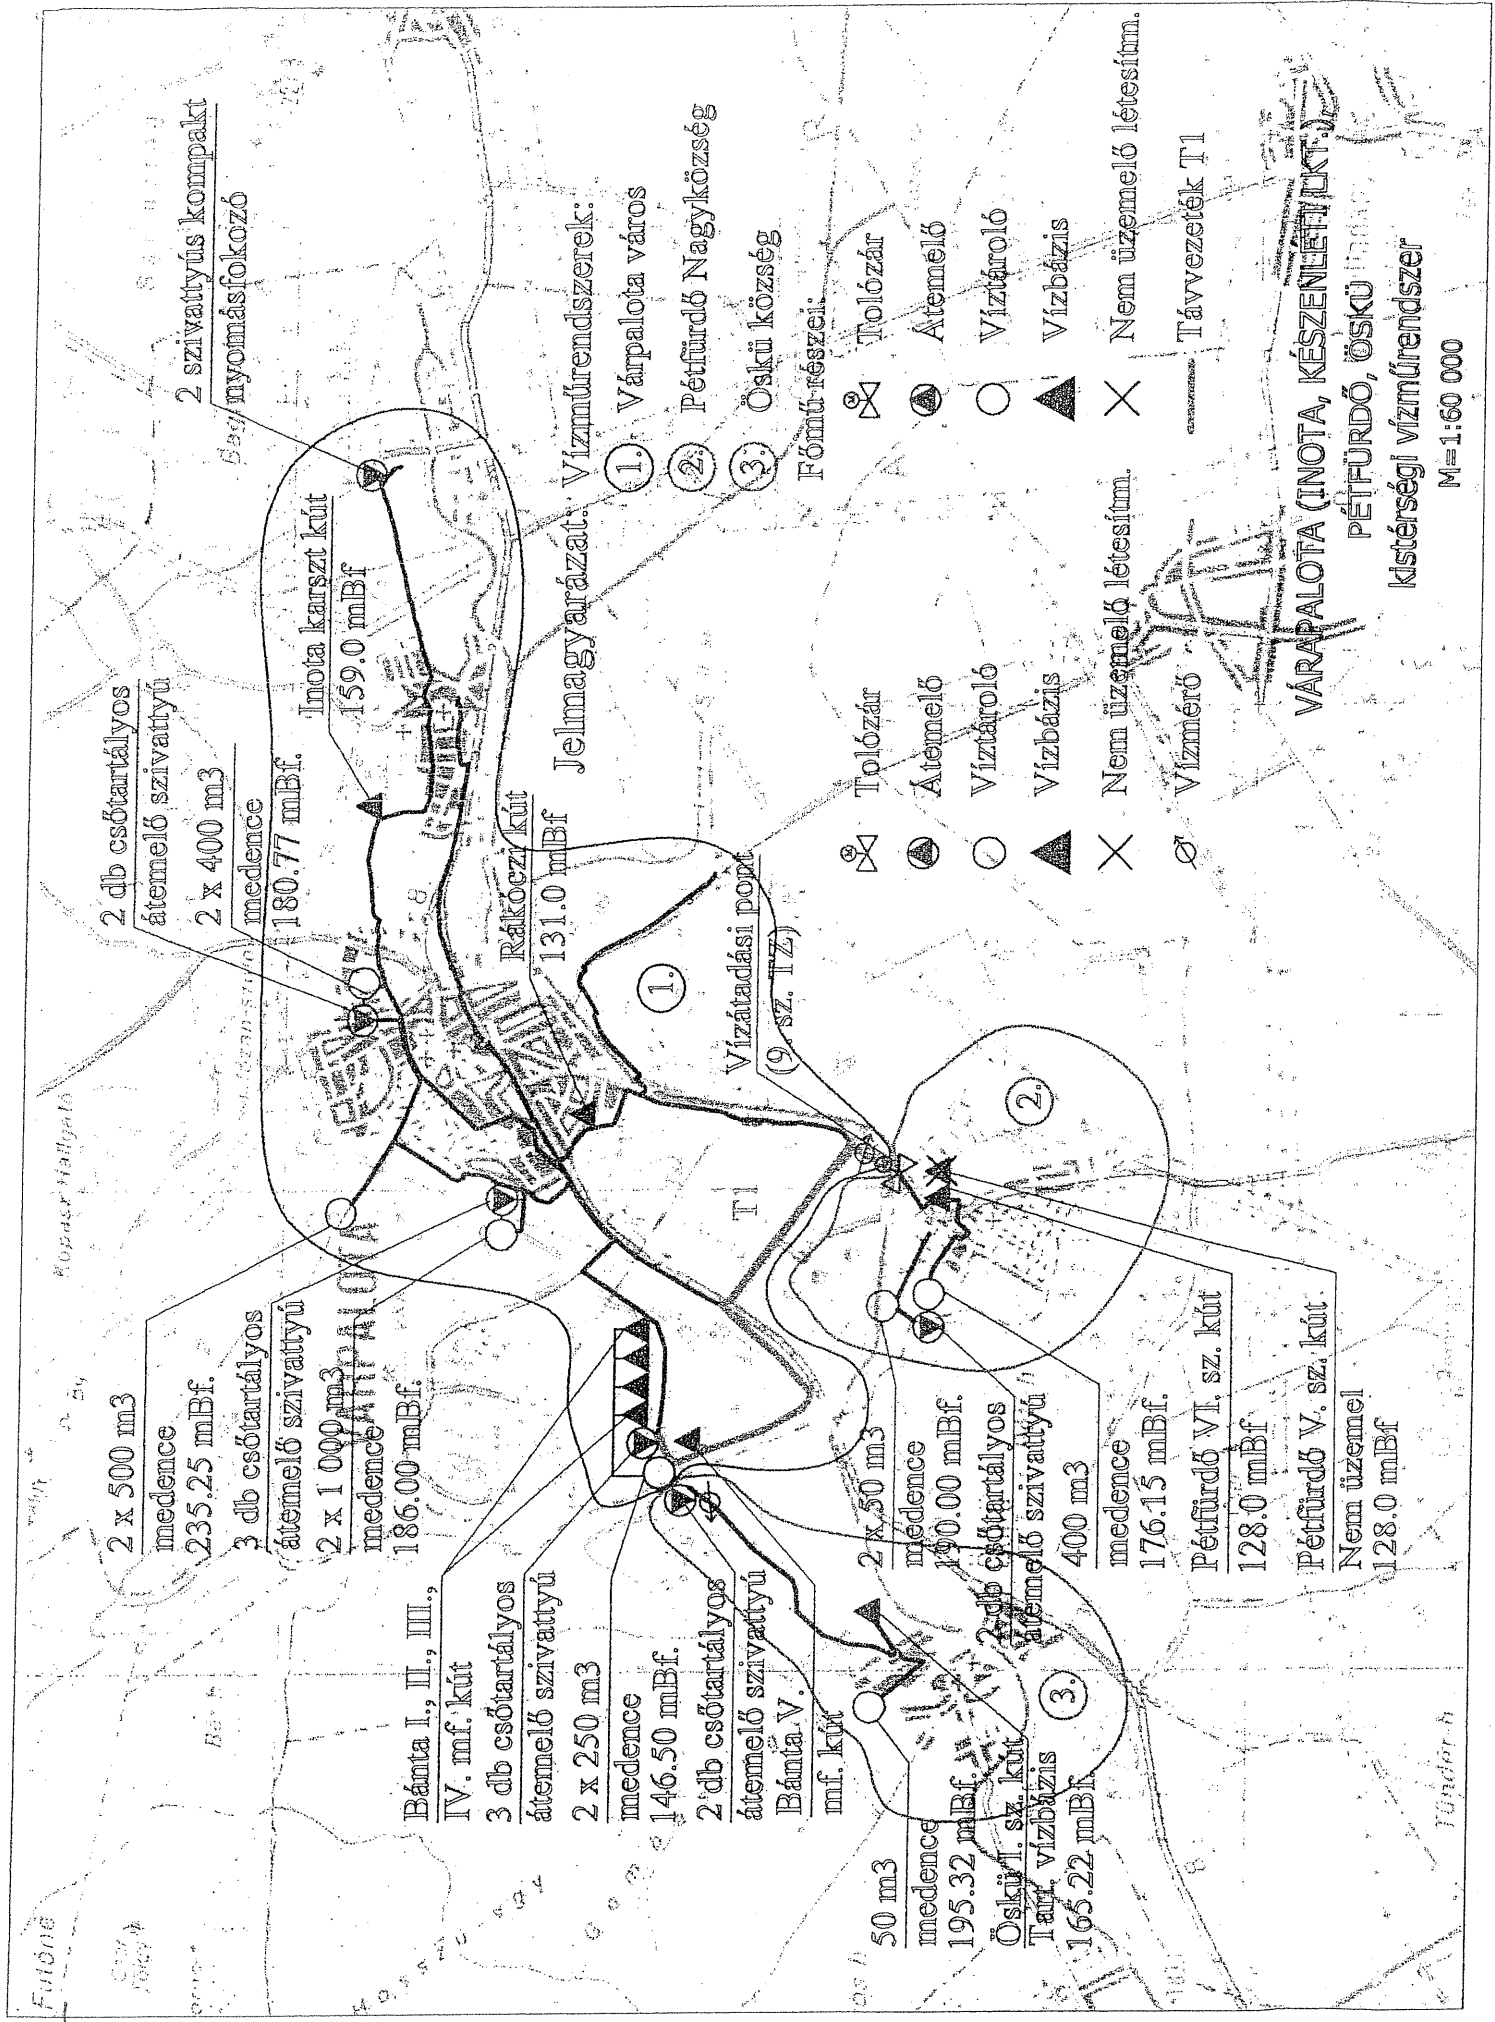 2 szivattyús kompakt
nyomásfokozó
Inota karszt kút
159.0 mBf
2 db csőtartályos
átemelő szivattyú
2 x 400 m3
medence
180.77 mBf.
Rákóczi kút
131.0 mBf
Vízátadási pont
(9. sz. TZ)
2 x 500 m3
medence
235.25 mBf.
3 db csőtartályos
átemelő szivattyú
2 x 1 000 m3
medence
186.00 mBf.
VÁRPALOTA
Bánta I., II., III.,
IV. mf. kút
3 db csőtartályos
átemelő szivattyú
2 x 250 m3
medence
146.50 mBf.
2 db csőtartályos
átemelő szivattyú
Bánta V.
mf. kút
50 m3
medence
195.32 mBf.
Öskü I. sz. kút
Tart. vízbázis
165.22 mBf.
2 x 50 m3
medence
190.00 mBf.
2 db csőtartályos
átemelő szivattyú
400 m3
medence
176.15 mBf.
Pétfürdő VI. sz. kút
128.0 mBf
Pétfürdő V. sz. kút
Nem üzemel
128.0 mBf
T1
1.
2.
3.
Jelmagyarázat:
Vízműrendszerek:
1. Várpalota város
2. Pétfürdő Nagyközség
3. Öskü község
Főmű részei:
Tolózár
Átemelő
Víztároló
Vízbázis
Nem üzemelő létesítm.
Távvezeték T1
Tolózár
Átemelő
Víztároló
Vízbázis
Nem üzemelő létesítm.
Vízmérő
VÁRAPALOTA (INOTA, KÉSZENLÉTI LKT.),
PÉTFÜRDŐ, ÖSKÜ
kistérségi vízműrendszer
M=1:60 000